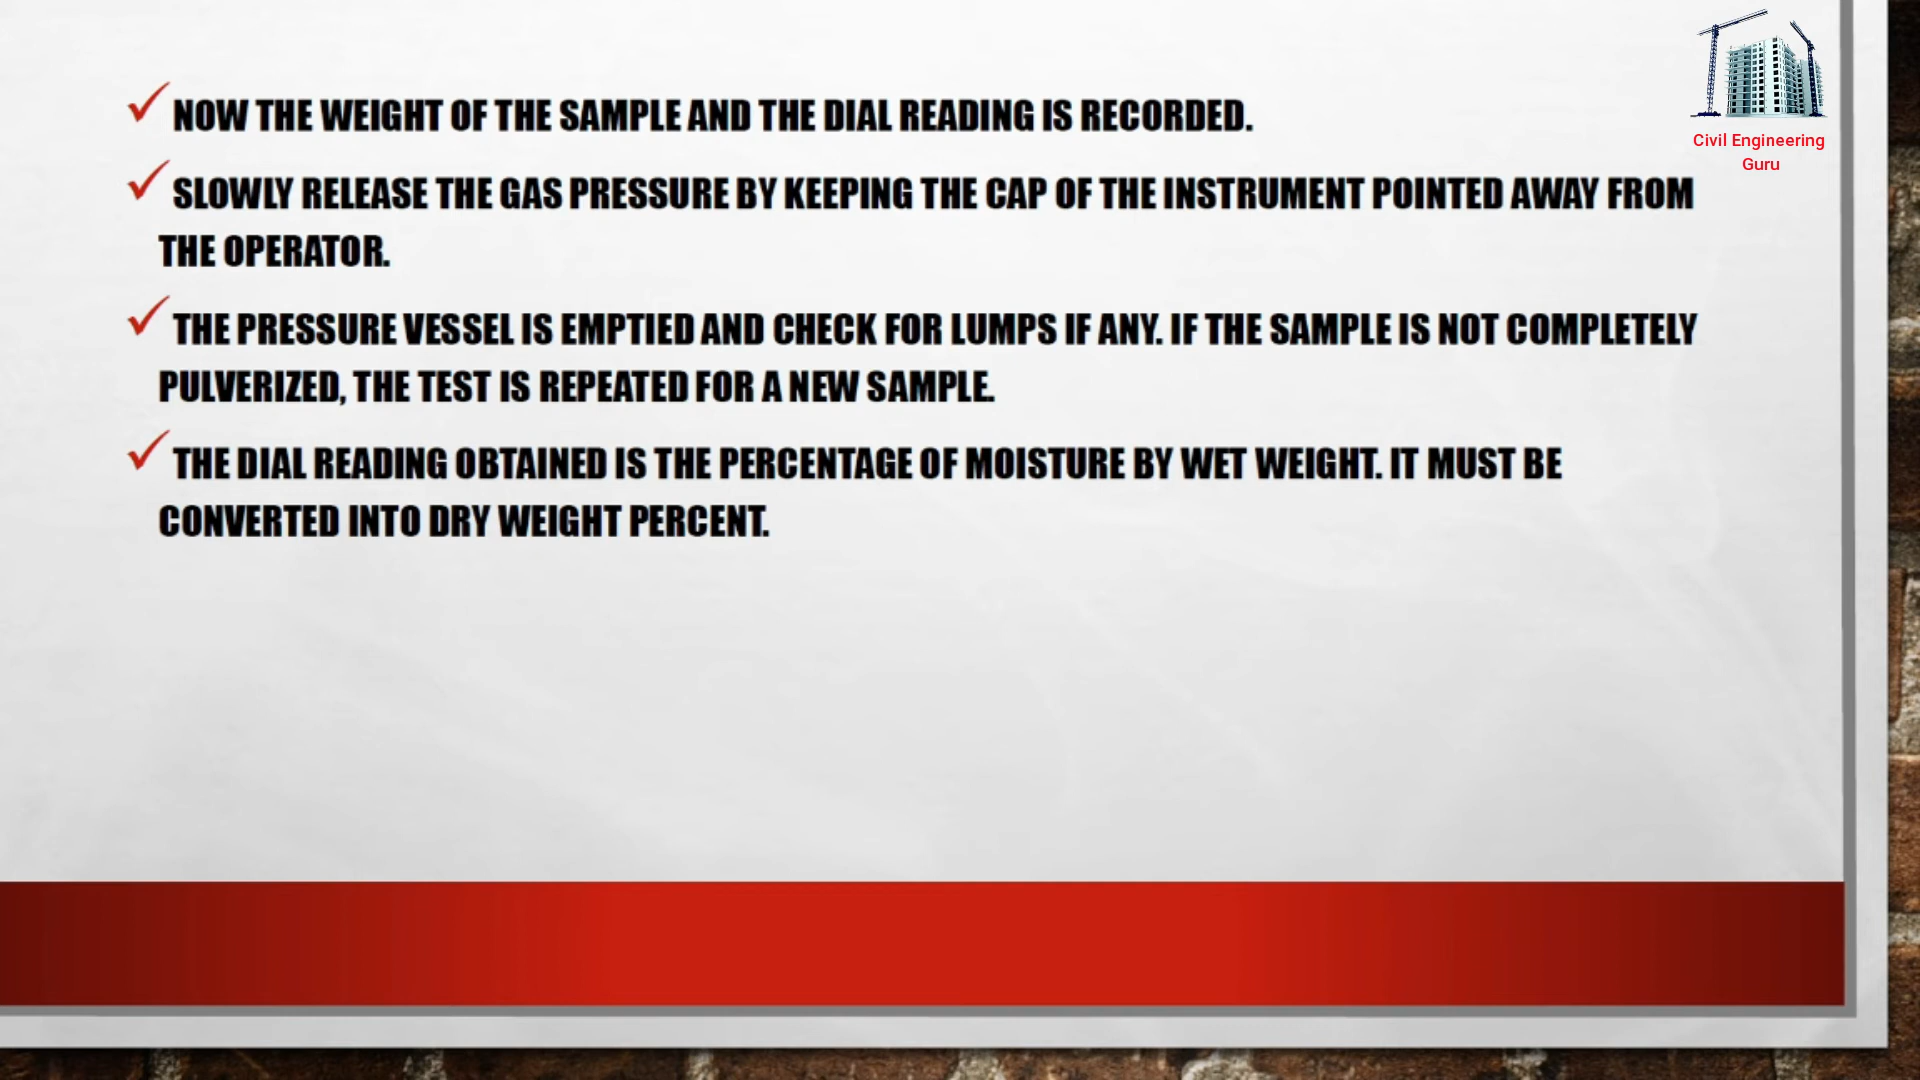 NOW THE WEIGHT OF THE SAMPLE AND THE DIAL READING IS RECORDED.
SLOWLY RELEASE THE GAS PRESSURE BY KEEPING THE CAP OF THE INSTRUMENT POINTED AWAY FROM
THE OPERATOR.
THE PRESSURE VESSEL IS EMPTIED AND CHECK FOR LUMPS IF ANY. IF THE SAMPLE IS NOT COMPLETELY
PULVERIZED, THE TEST IS REPEATED FOR A NEW SAMPLE.
THE DIAL READING OBTAINED IS THE PERCENTAGE OF MOISTURE BY WET WEIGHT. IT MUST BE
CONVERTED INTO DRY WEIGHT PERCENT.
Civil Engineering
Guru